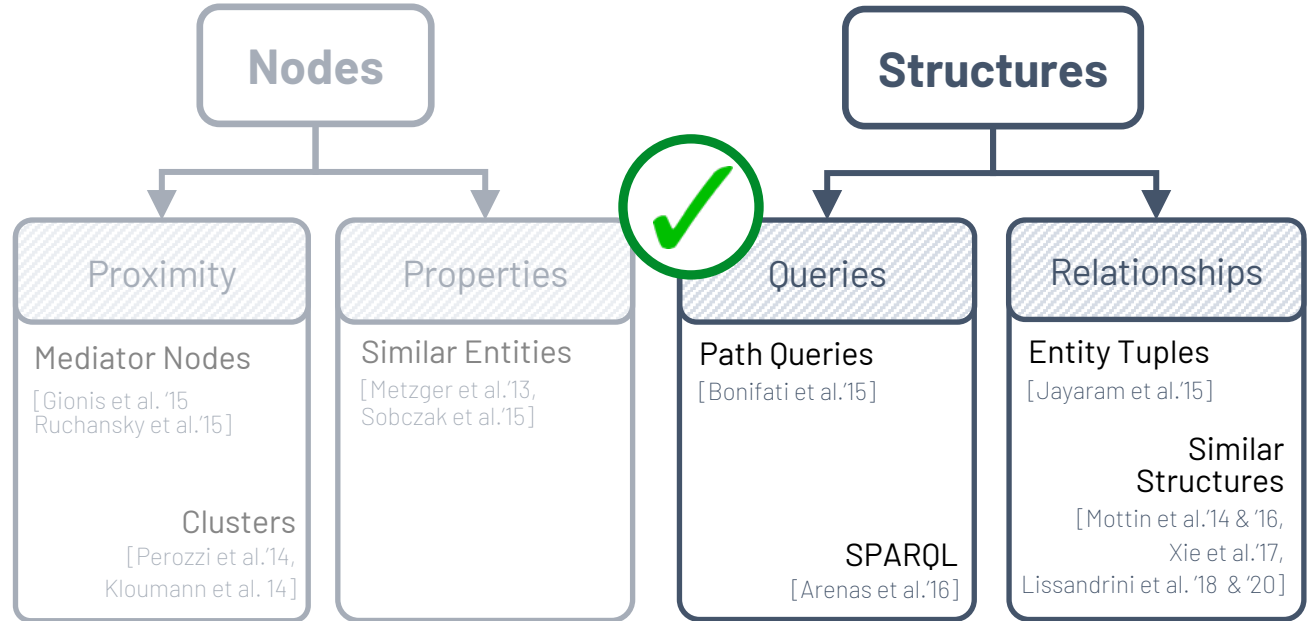 Nodes
Structures
Proximity
Properties
Queries
Relationships
Mediator Nodes
[Gionis et al. ’15
Ruchansky et al.’15]
Clusters
[Perozzi et al.’14,
Kloumann et al. 14]
Similar Entities
[Metzger et al.’13,
Sobczak et al.’15]
Path Queries
[Bonifati et al.’15]
SPARQL
[Arenas et al.’16]
Entity Tuples
[Jayaram et al.’15]
Similar
Structures
[Mottin et al.’14 & ’16,
Xie et al.’17,
Lissandrini et al. ’18 & ’20]